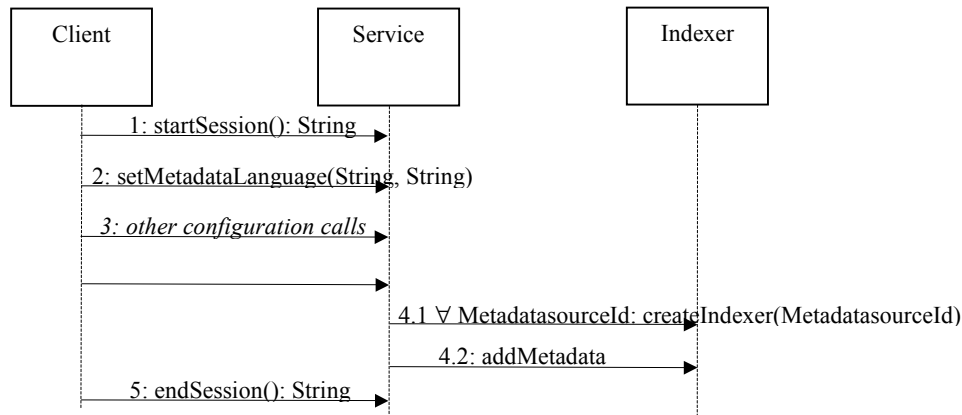 Client
Service
Indexer
1: startSession(): String
2: setMetadataLanguage(String, String)
3: other configuration calls
4.1 ∀ MetadatasourceId: createIndexer(MetadatasourceId)
4.2: addMetadata
5: endSession(): String